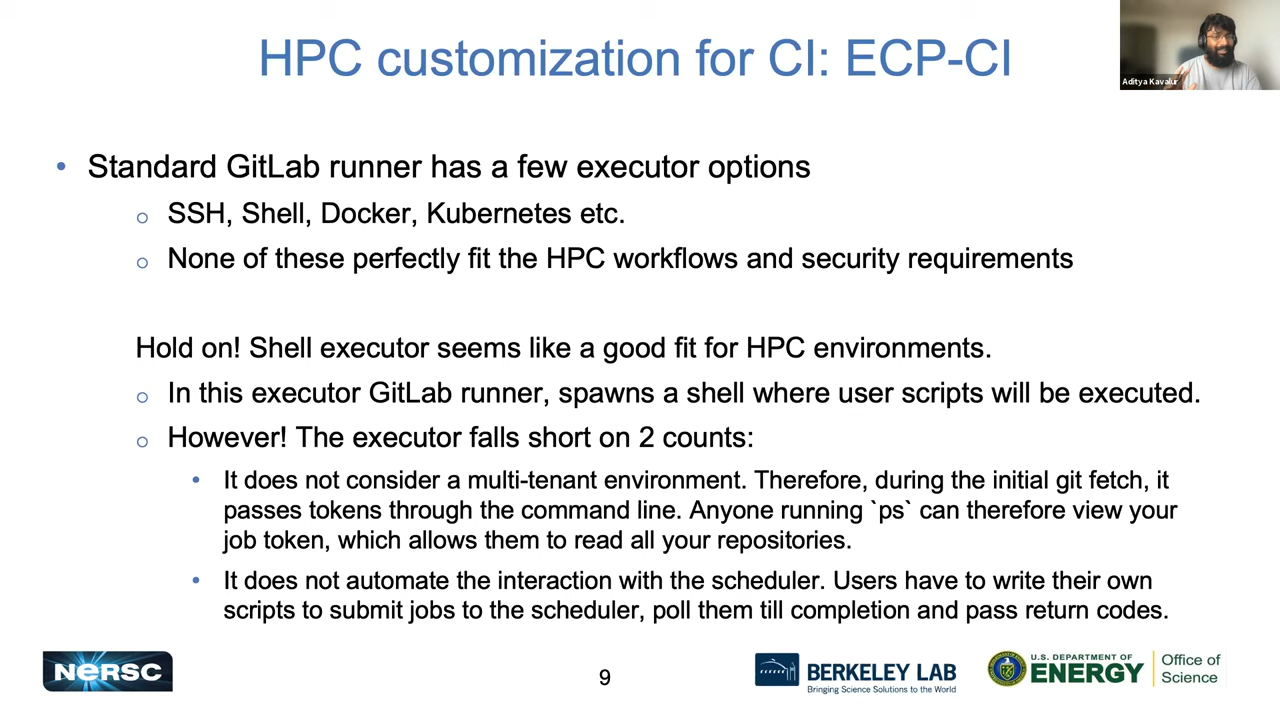 HPC customization for CI: ECP-CI
Aditya Kavalur
• Standard GitLab runner has a few executor options
o SSH, Shell, Docker, Kubernetes etc.
o None of these perfectly fit the HPC workflows and security requirements
Hold on! Shell executor seems like a good fit for HPC environments.
o In this executor GitLab runner, spawns a shell where user scripts will be executed.
o However! The executor falls short on 2 counts:
• It does not consider a multi-tenant environment. Therefore, during the initial git fetch, it
passes tokens through the command line. Anyone running `ps` can therefore view your
job token, which allows them to read all your repositories.
• It does not automate the interaction with the scheduler. Users have to write their own
scripts to submit jobs to the scheduler, poll them till completion and pass return codes.
NERSC
9
BERKELEY LAB
Bringing Science Solutions to the World
U.S. DEPARTMENT OF
ENERGY
Office of
Science